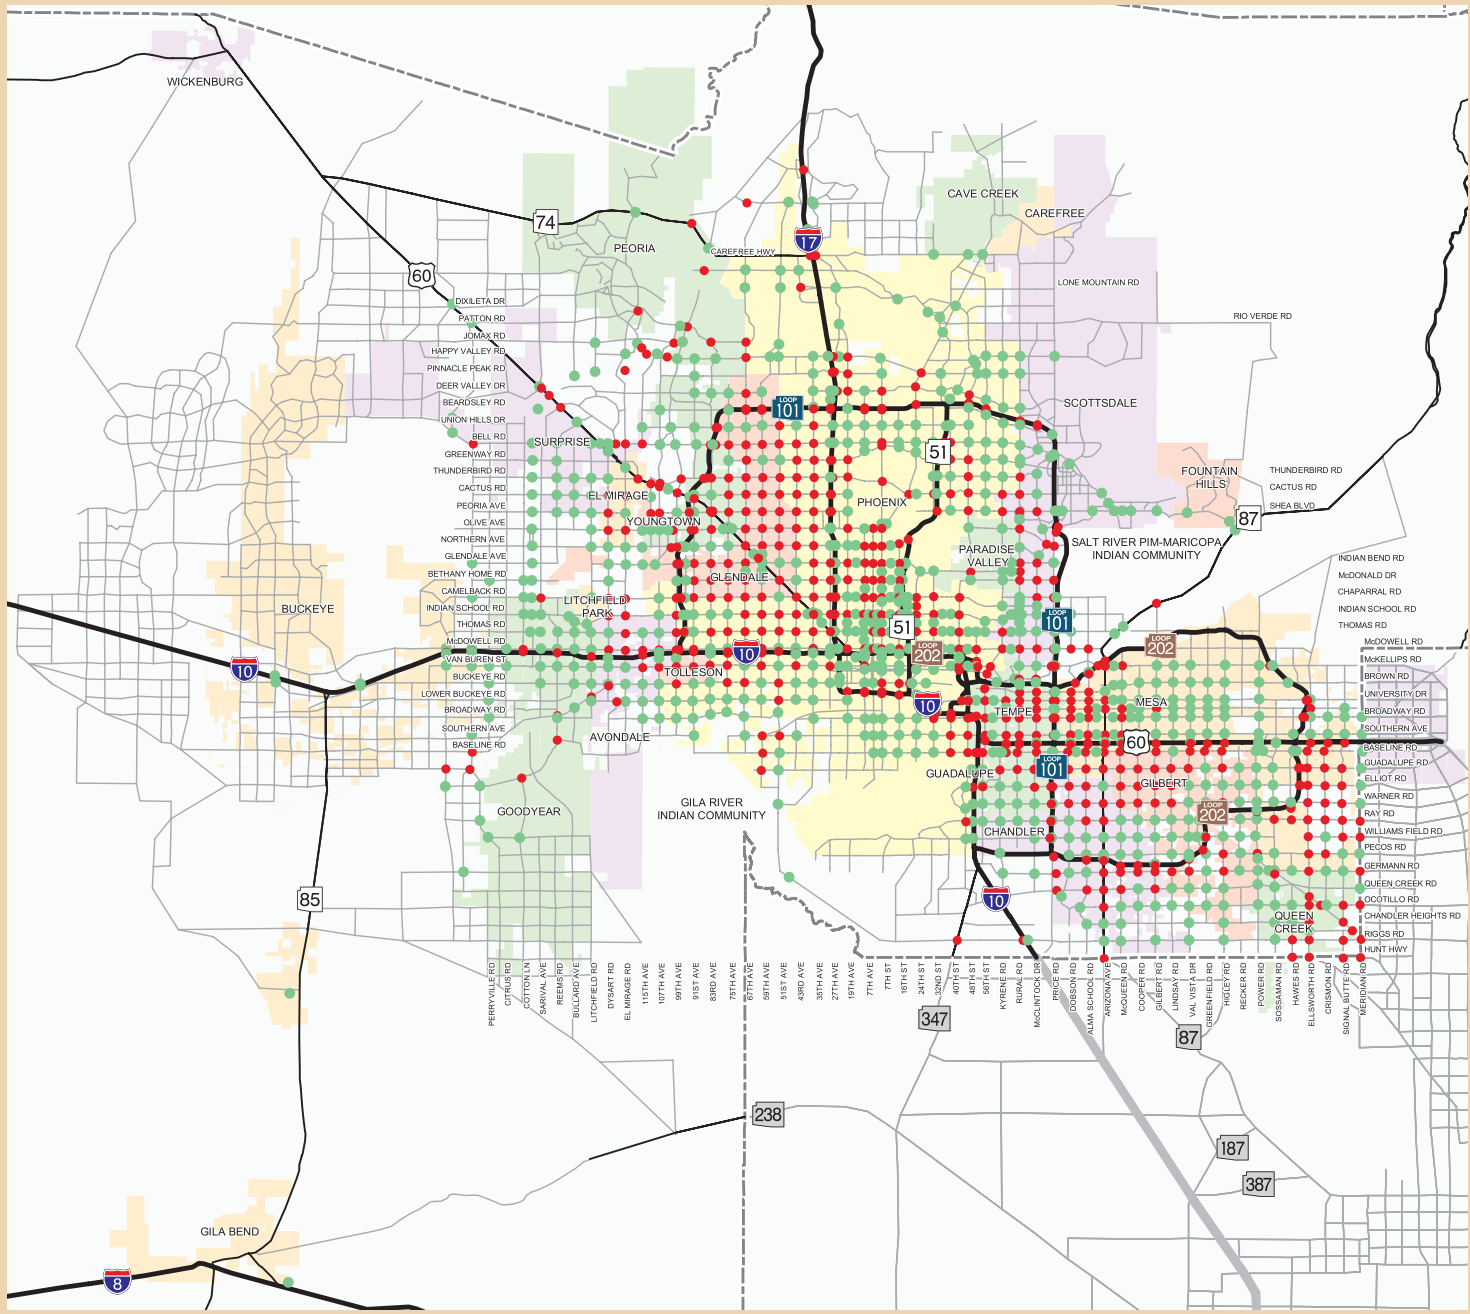 WICKENBURG
CAVE CREEK
CAREFREE
74
17
PEORIA
CAREFREE HWY
60
LONE MOUNTAIN RD
DIXILETA DR
PATTON RD
RIO VERDE RD
JOMAX RD
HAPPY VALLEY RD
PINNACLE PEAK RD
DEER VALLEY DR
BEARDSLEY RD
LOOP
101
SCOTTSDALE
UNION HILLS DR
BELL RD
SURPRISE
51
GREENWAY RD
THUNDERBIRD RD
CACTUS RD
PEORIA AVE
OLIVE AVE
NORTHERN AVE
GLENDALE AVE
BETHANY HOME RD
CAMELBACK RD
INDIAN SCHOOL RD
THOMAS RD
McDOWELL RD
VAN BUREN ST
BUCKEYE RD
LOWER BUCKEYE RD
BROADWAY RD
SOUTHERN AVE
BASELINE RD
FOUNTAIN
HILLS
THUNDERBIRD RD
CACTUS RD
SHEA BLVD
87
EL MIRAGE
YOUNGTOWN
PHOENIX
PARADISE
VALLEY
SALT RIVER PIM-MARICOPA
INDIAN COMMUNITY
GLENDALE
LITCHFIELD
PARK
BUCKEYE
INDIAN BEND RD
McDONALD DR
CHAPARRAL RD
INDIAN SCHOOL RD
THOMAS RD
McDOWELL RD
McKELLIPS RD
BROWN RD
UNIVERSITY DR
BROADWAY RD
SOUTHERN AVE
BASELINE RD
GUADALUPE RD
ELLIOT RD
WARNER RD
RAY RD
WILLIAMS FIELD RD
PECOS RD
GERMANN RD
QUEEN CREEK RD
OCOTILLO RD
CHANDLER HEIGHTS RD
RIGGS RD
HUNT HWY
LOOP
101
51
LOOP
202
LOOP
202
10
10
TOLLESON
10
TEMPE
MESA
60
AVONDALE
GUADALUPE
LOOP
101
GILBERT
GILA RIVER
INDIAN COMMUNITY
GOODYEAR
LOOP
202
CHANDLER
85
10
QUEEN
CREEK
PERRYVILLE RD
CITRUS RD
COTTON LN
SARIVAL AVE
REEMS RD
BULLARD AVE
LITCHFIELD RD
DYSART RD
EL MIRAGE RD
115TH AVE
107TH AVE
99TH AVE
91ST AVE
83RD AVE
75TH AVE
67TH AVE
59TH AVE
51ST AVE
43RD AVE
35TH AVE
27TH AVE
19TH AVE
7TH AVE
7TH ST
16TH ST
24TH ST
32ND ST
40TH ST
48TH ST
56TH ST
KYRENE RD
RURAL RD
McCLINTOCK DR
PRICE RD
DOBSON RD
ALMA SCHOOL RD
ARIZONA AVE
McQUEEN RD
COOPER RD
GILBERT RD
LINDSAY RD
VAL VISTA DR
GREENFIELD RD
HIGLEY RD
RECKER RD
POWER RD
SOSSAMAN RD
HAWES RD
ELLSWORTH RD
CRISMON RD
SIGNAL BUTTE RD
MERIDIAN RD
347
87
238
187
387
GILA BEND
8